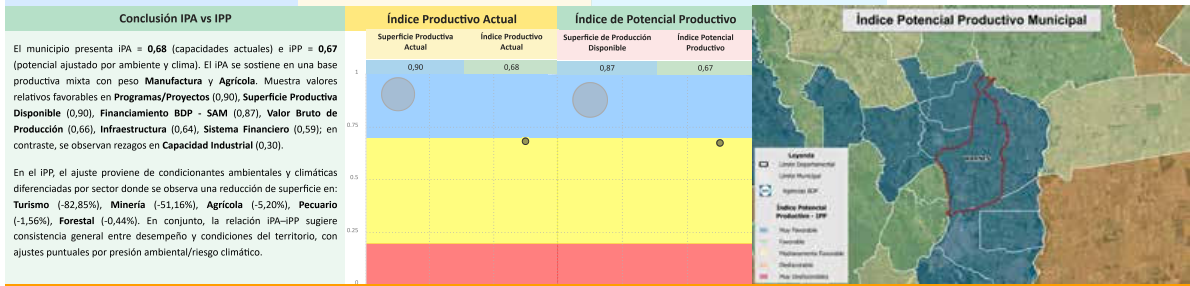 Conclusión IPA vs IPP
El municipio presenta iPA = 0,68 (capacidades actuales) e iPP = 0,67
(potencial ajustado por ambiente y clima). El iPA se sostiene en una base
productiva mixta con peso Manufactura y Agrícola. Muestra valores
relativos favorables en Programas/Proyectos (0,90), Superficie Productiva
Disponible (0,90), Financiamiento BDP - SAM (0,87), Valor Bruto de
Producción (0,66), Infraestructura (0,64), Sistema Financiero (0,59); en
contraste, se observan rezagos en Capacidad Industrial (0,30).
En el iPP, el ajuste proviene de condicionantes ambientales y climáticas
diferenciadas por sector donde se observa una reducción de superficie en:
Turismo (-82,85%), Minería (-51,16%), Agrícola (-5,20%), Pecuario
(-1,56%), Forestal (-0,44%). En conjunto, la relación iPA–iPP sugiere
consistencia general entre desempeño y condiciones del territorio, con
ajustes puntuales por presión ambiental/riesgo climático.
Índice Productivo Actual
Índice de Potencial Productivo
Superficie Productiva Actual
Índice Productivo Actual
Superficie de Producción Disponible
Índice Potencial Productivo
0,90
0,68
0,87
0,67
1
0.75
0.5
0.25
0
Índice Potencial Productivo Municipal
WARNES
Leyenda
Límite Departamental
Límite Municipal
Agencias BDP
Índice Potencial
Productivo - IPP
Muy Favorable
Favorable
Medianamente Favorable
Desfavorable
Muy Desfavorable